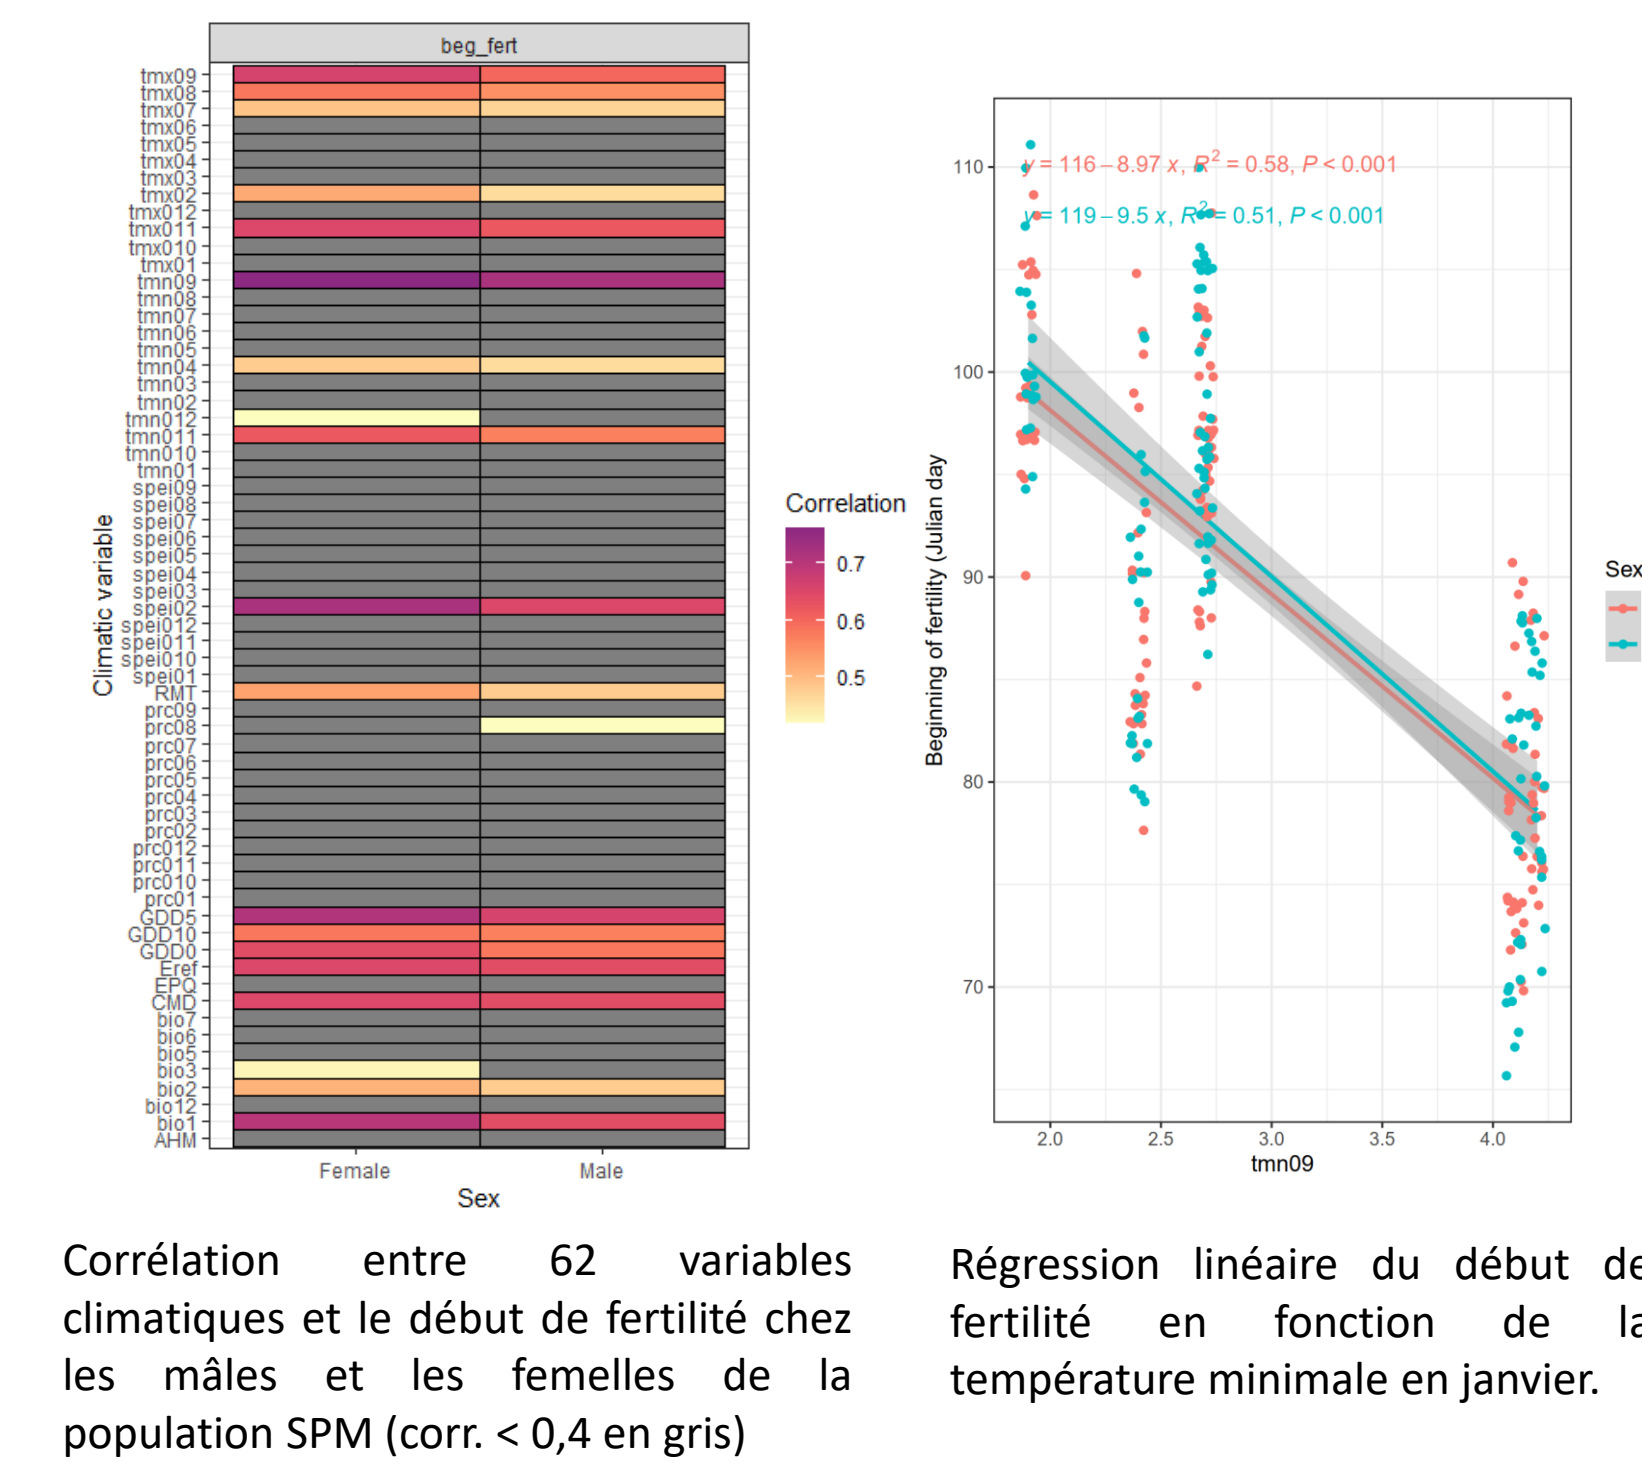 beg_fert
tmx09
tmx08
tmx07
tmx06
tmx05
tmx04
tmx03
tmx02
tmx012
tmx011
tmx010
tmx01
tmn09
tmn08
tmn07
tmn06
tmn05
tmn04
tmn03
tmn02
tmn012
tmn011
tmn010
tmn01
spei09
spei08
spei07
spei06
spei05
spei04
spei03
spei02
spei012
spei011
spei010
spei01
RMT
prc09
prc08
prc07
prc06
prc05
prc04
prc03
prc02
prc012
prc011
prc010
prc01
GDD5
GDD10
GDD0
Eref
EPQ
CMD
bio7
bio6
bio5
bio3
bio2
bio12
bio1
AHM
Climatic variable
Female Male
Sex
Correlation
0.7
0.6
0.5
y = 116 – 8.97 x, R² = 0.58, P < 0.001
y = 119 – 9.5 x, R² = 0.51, P < 0.001
110
100
90
80
70
Beginning of fertility (Julian day)
2.0 2.5 3.0 3.5 4.0
tmn09
Sex
Corrélation entre 62 variables
climatiques et le début de fertilité chez
les mâles et les femelles de la
population SPM (corr. < 0,4 en gris)
Régression linéaire du début de
fertilité en fonction de la
température minimale en janvier.